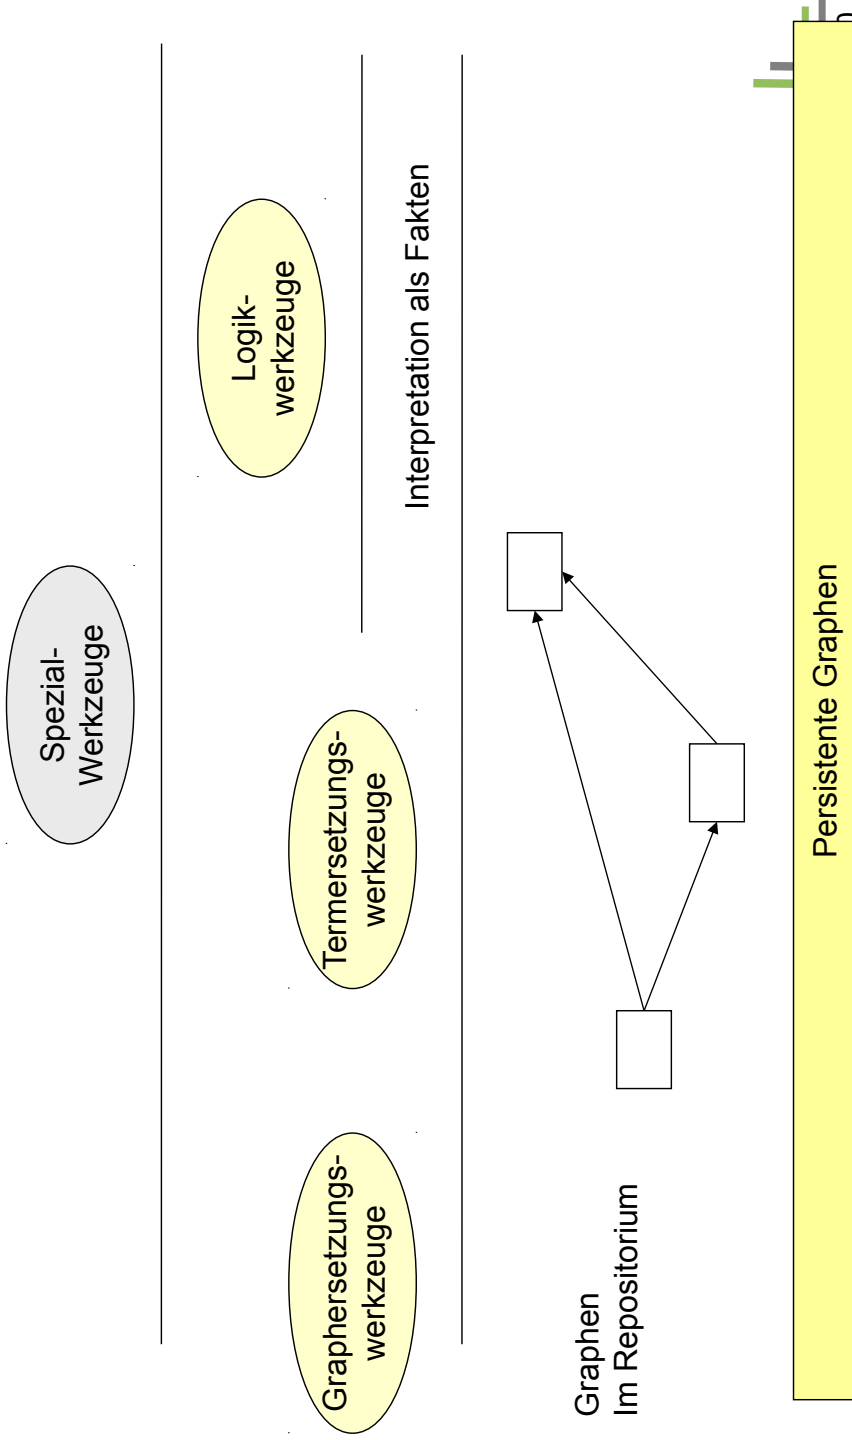 Spezial-
Werkzeuge
Logik-
werkzeuge
Termersetzungs-
werkzeuge
Graphersetzungs-
werkzeuge
Interpretation als Fakten
Graphen
Im Repositorium
Persistente Graphen